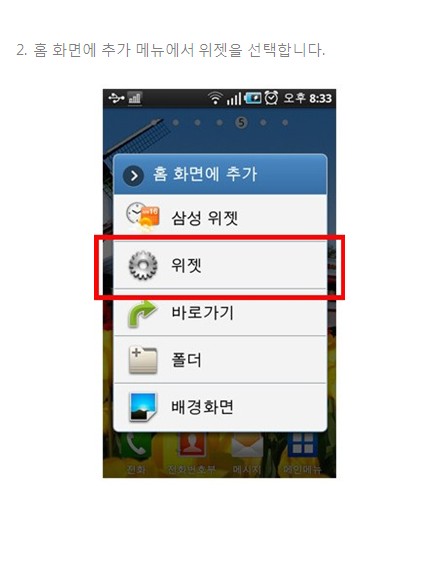 2. 홈 화면에 추가 메뉴에서 위젯을 선택합니다.
오후 8:33
5
홈 화면에 추가
삼성 위젯
위젯
바로가기
폴더
배경화면
전화 전화번호부 메시지 메인메뉴